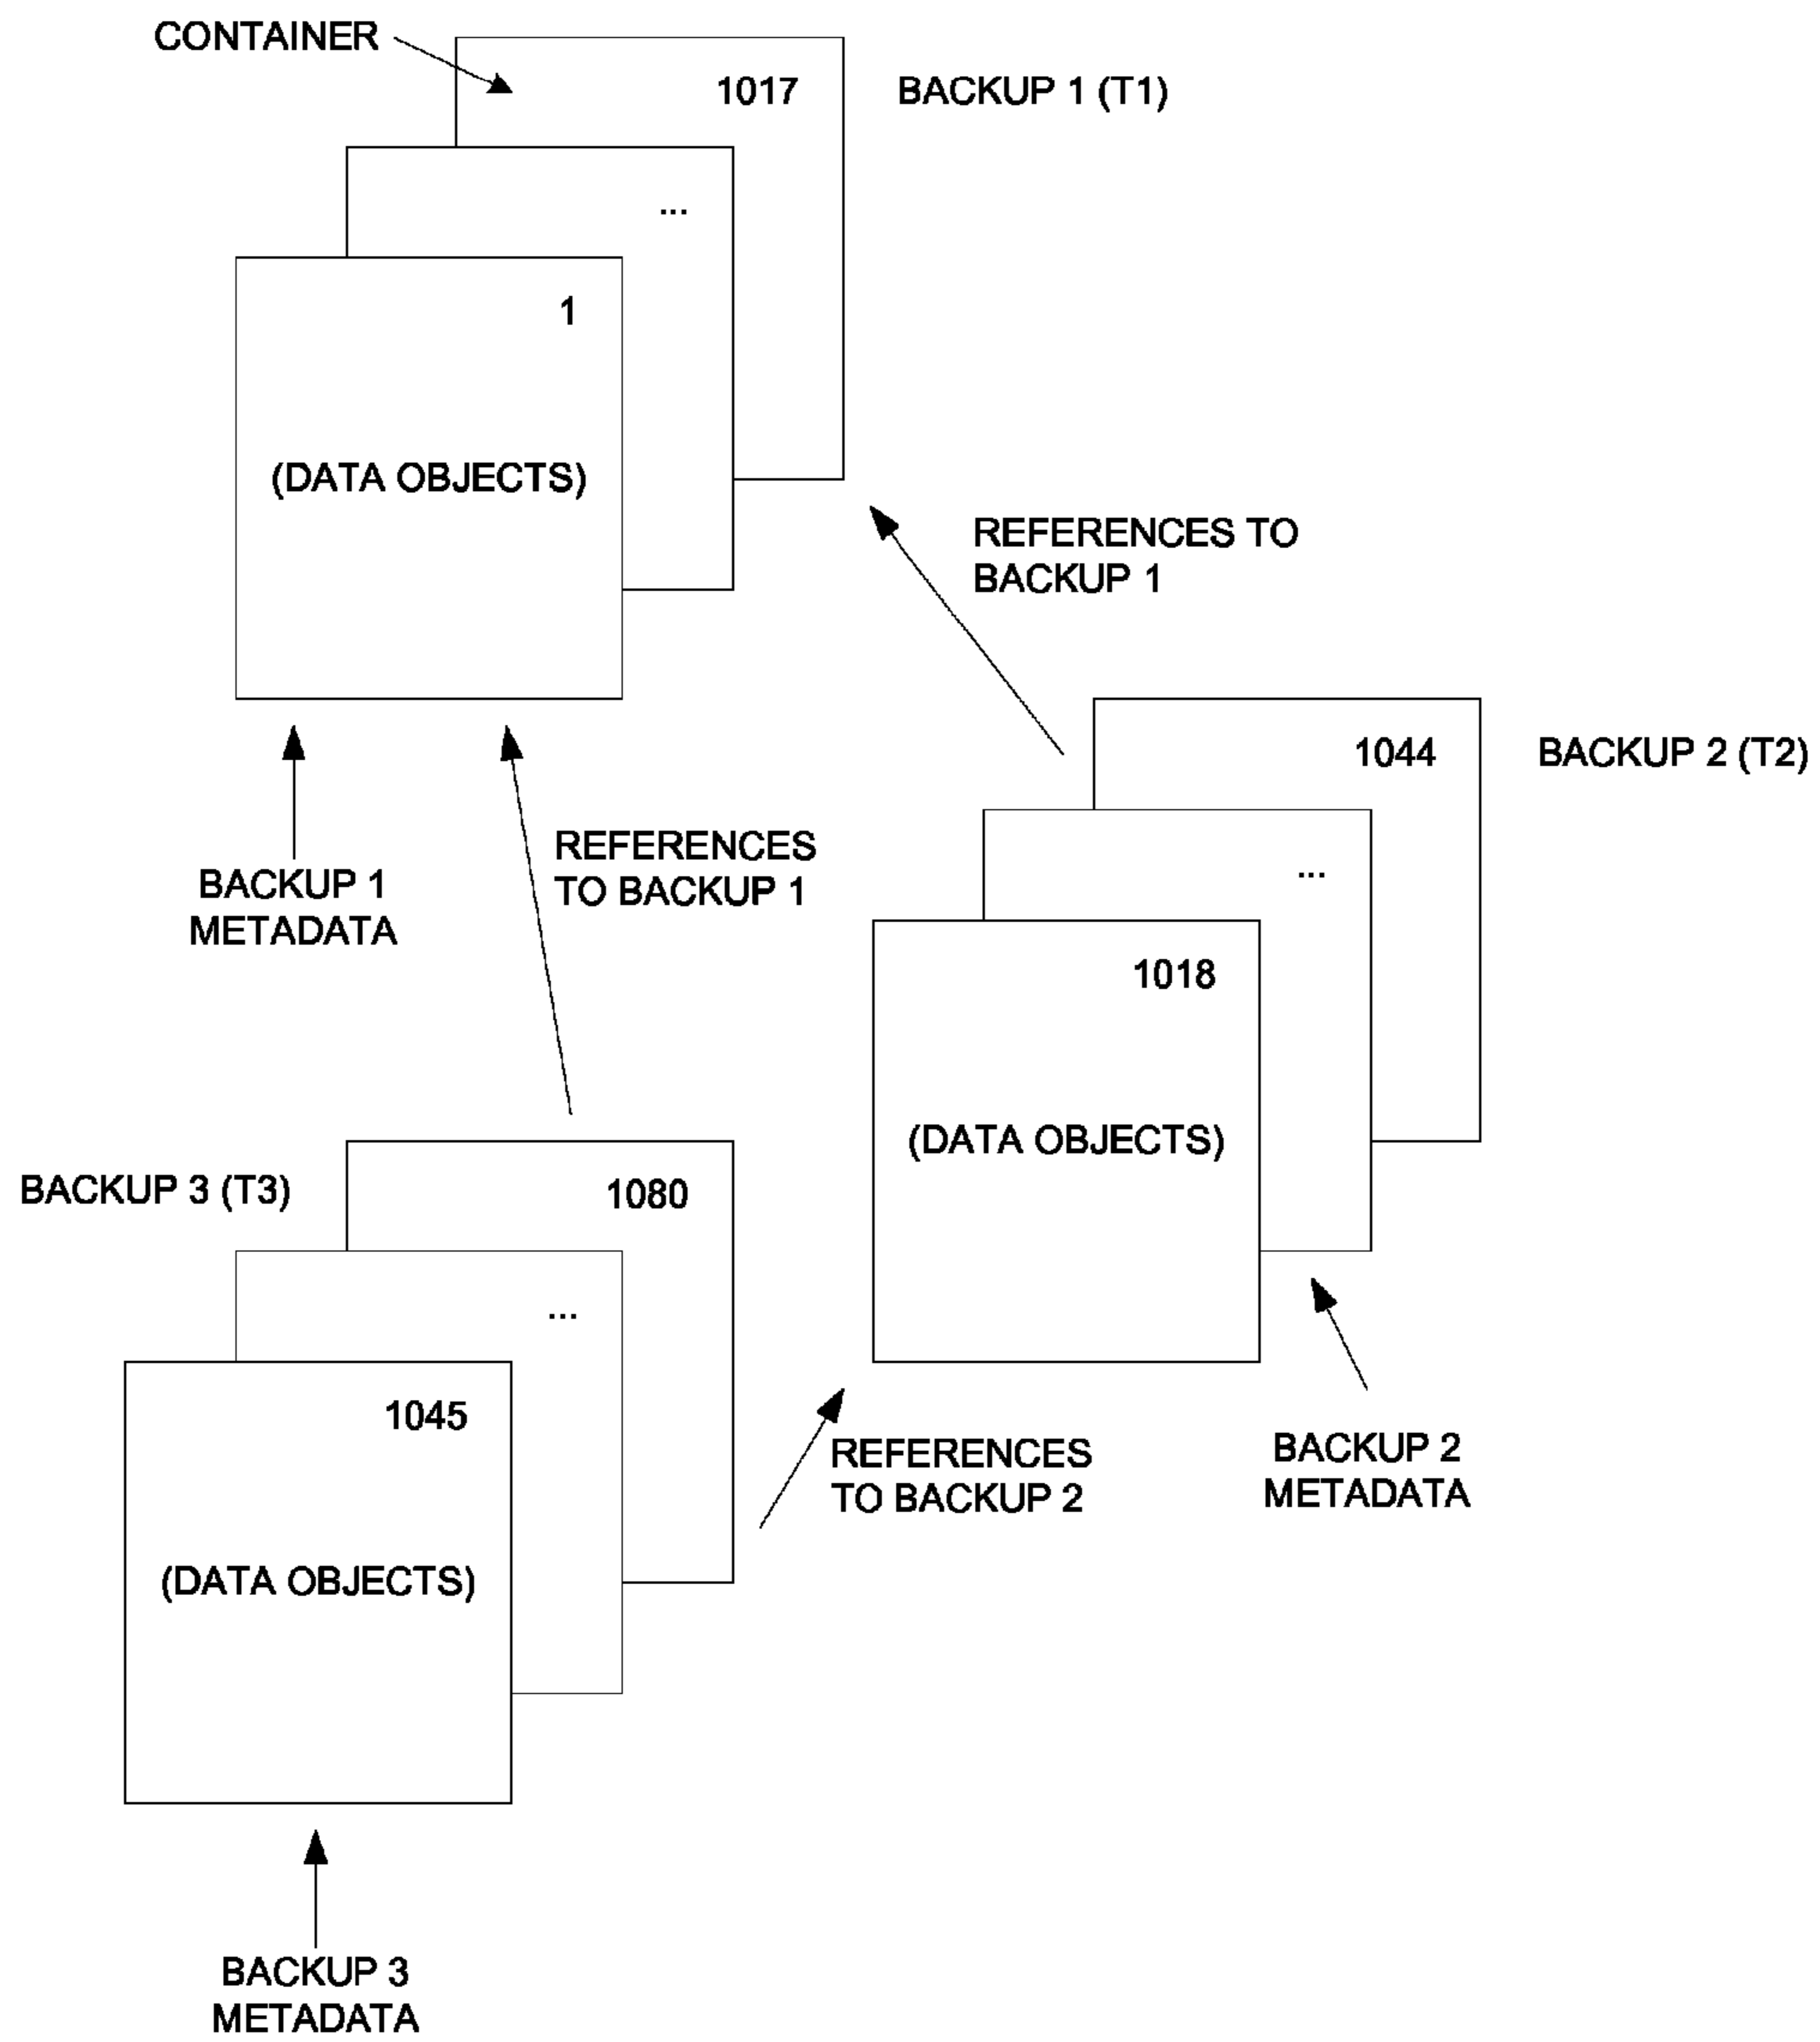 CONTAINER
1017
BACKUP 1 (T1)
...
1
(DATA OBJECTS)
REFERENCES TO
BACKUP 1
1044
BACKUP 2 (T2)
REFERENCES
TO BACKUP 1
BACKUP 1
METADATA
...
1018
(DATA OBJECTS)
BACKUP 3 (T3)
1080
...
1045
REFERENCES
TO BACKUP 2
BACKUP 2
METADATA
(DATA OBJECTS)
BACKUP 3
METADATA